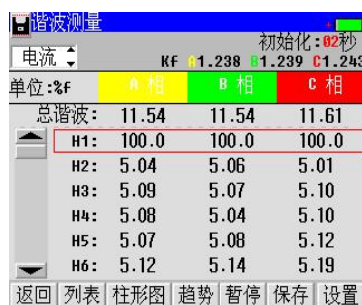 谐波测量
初始化:02秒
电流 Kf A1.238 B1.239 C1.243
单位:%f A 相 B 相 C 相
总谐波: 11.54 11.54 11.61
H1: 100.0 100.0 100.0
H2: 5.04 5.06 5.01
H3: 5.09 5.07 5.10
H4: 5.08 5.04 5.10
H5: 5.07 5.08 5.12
H6: 5.12 5.14 5.19
返回 列表 柱形图 趋势 暂停 保存 设置